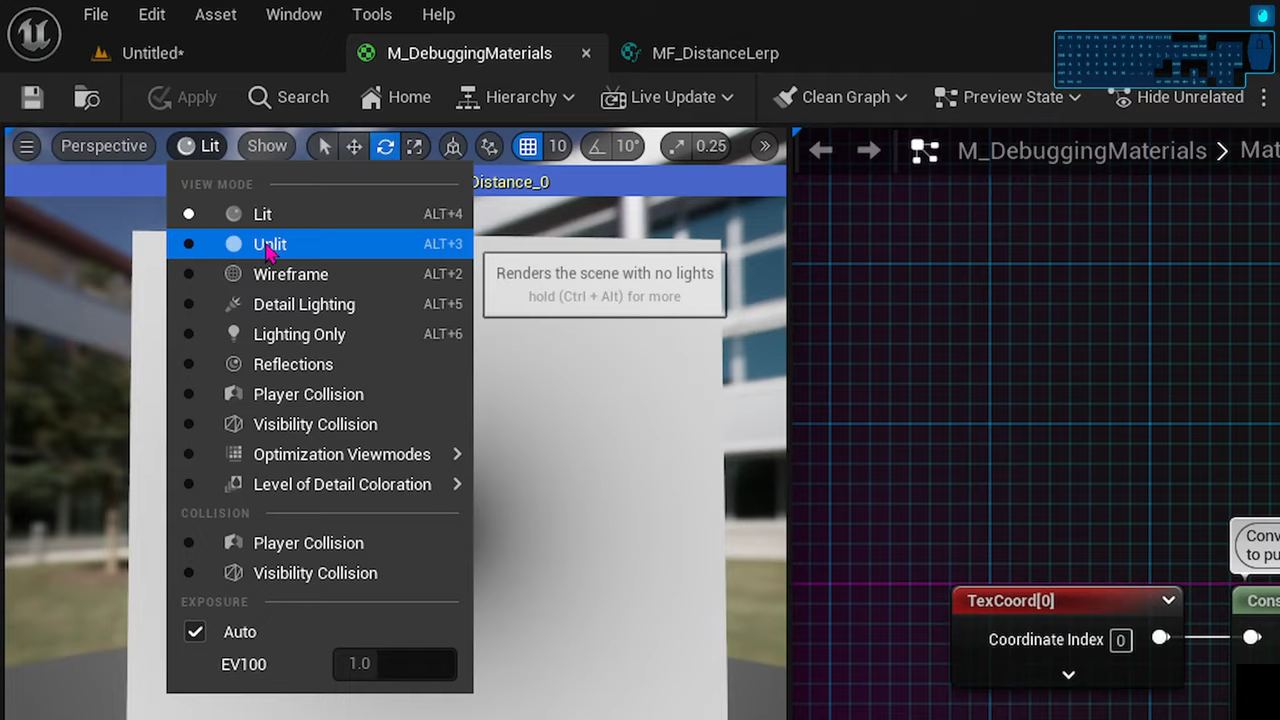 File Edit Asset Window Tools Help
Untitled* M_DebuggingMaterials MF_DistanceLerp
Apply Search Home Hierarchy Live Update Clean Graph Preview State Hide Unrelated
Perspective Lit Show 10 10° 0.25
M_DebuggingMaterials > Mat
Distance_0
VIEW MODE
Lit ALT+4
Unlit ALT+3
Wireframe ALT+2
Detail Lighting ALT+5
Lighting Only ALT+6
Reflections
Player Collision
Visibility Collision
Optimization Viewmodes
Level of Detail Coloration
COLLISION
Player Collision
Visibility Collision
EXPOSURE
Auto
EV100 1.0
Renders the scene with no lights
hold (Ctrl + Alt) for more
Conv
to pu
TexCoord[0]
Cons
Coordinate Index 0